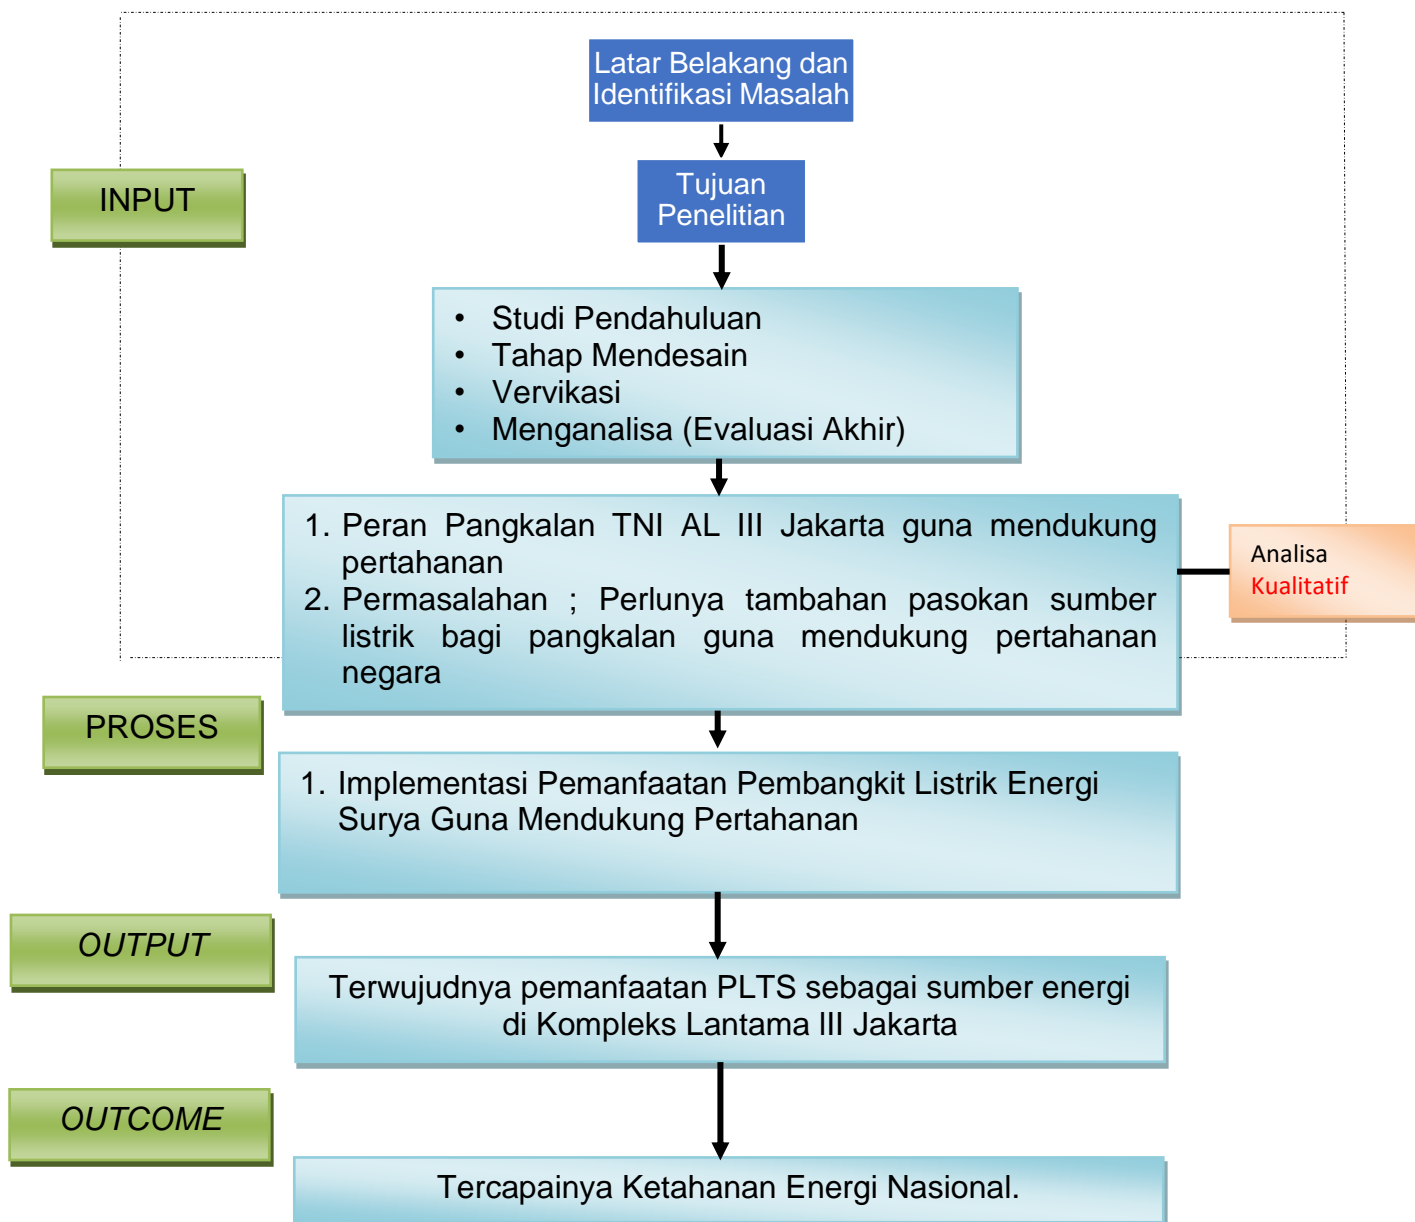 Latar Belakang dan
Identifikasi Masalah
INPUT
Tujuan
Penelitian
• Studi Pendahuluan
• Tahap Mendesain
• Vervikasi
• Menganalisa (Evaluasi Akhir)
1. Peran Pangkalan TNI AL III Jakarta guna mendukung
pertahanan
2. Permasalahan ; Perlunya tambahan pasokan sumber
listrik bagi pangkalan guna mendukung pertahanan
negara
Analisa
Kualitatif
PROSES
1. Implementasi Pemanfaatan Pembangkit Listrik Energi
Surya Guna Mendukung Pertahanan
OUTPUT
Terwujudnya pemanfaatan PLTS sebagai sumber energi
di Kompleks Lantama III Jakarta
OUTCOME
Tercapainya Ketahanan Energi Nasional.